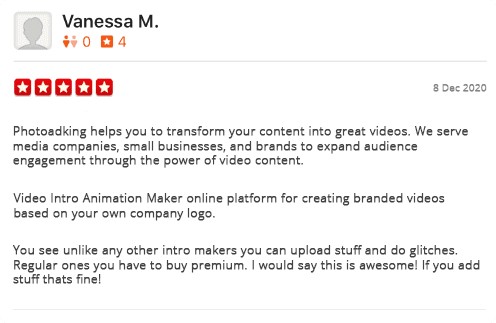 Vanessa M.
0 4
8 Dec 2020
Photoadking helps you to transform your content into great videos. We serve
media companies, small businesses, and brands to expand audience
engagement through the power of video content.
Video Intro Animation Maker online platform for creating branded videos
based on your own company logo.
You see unlike any other intro makers you can upload stuff and do glitches.
Regular ones you have to buy premium. I would say this is awesome! If you add
stuff thats fine!